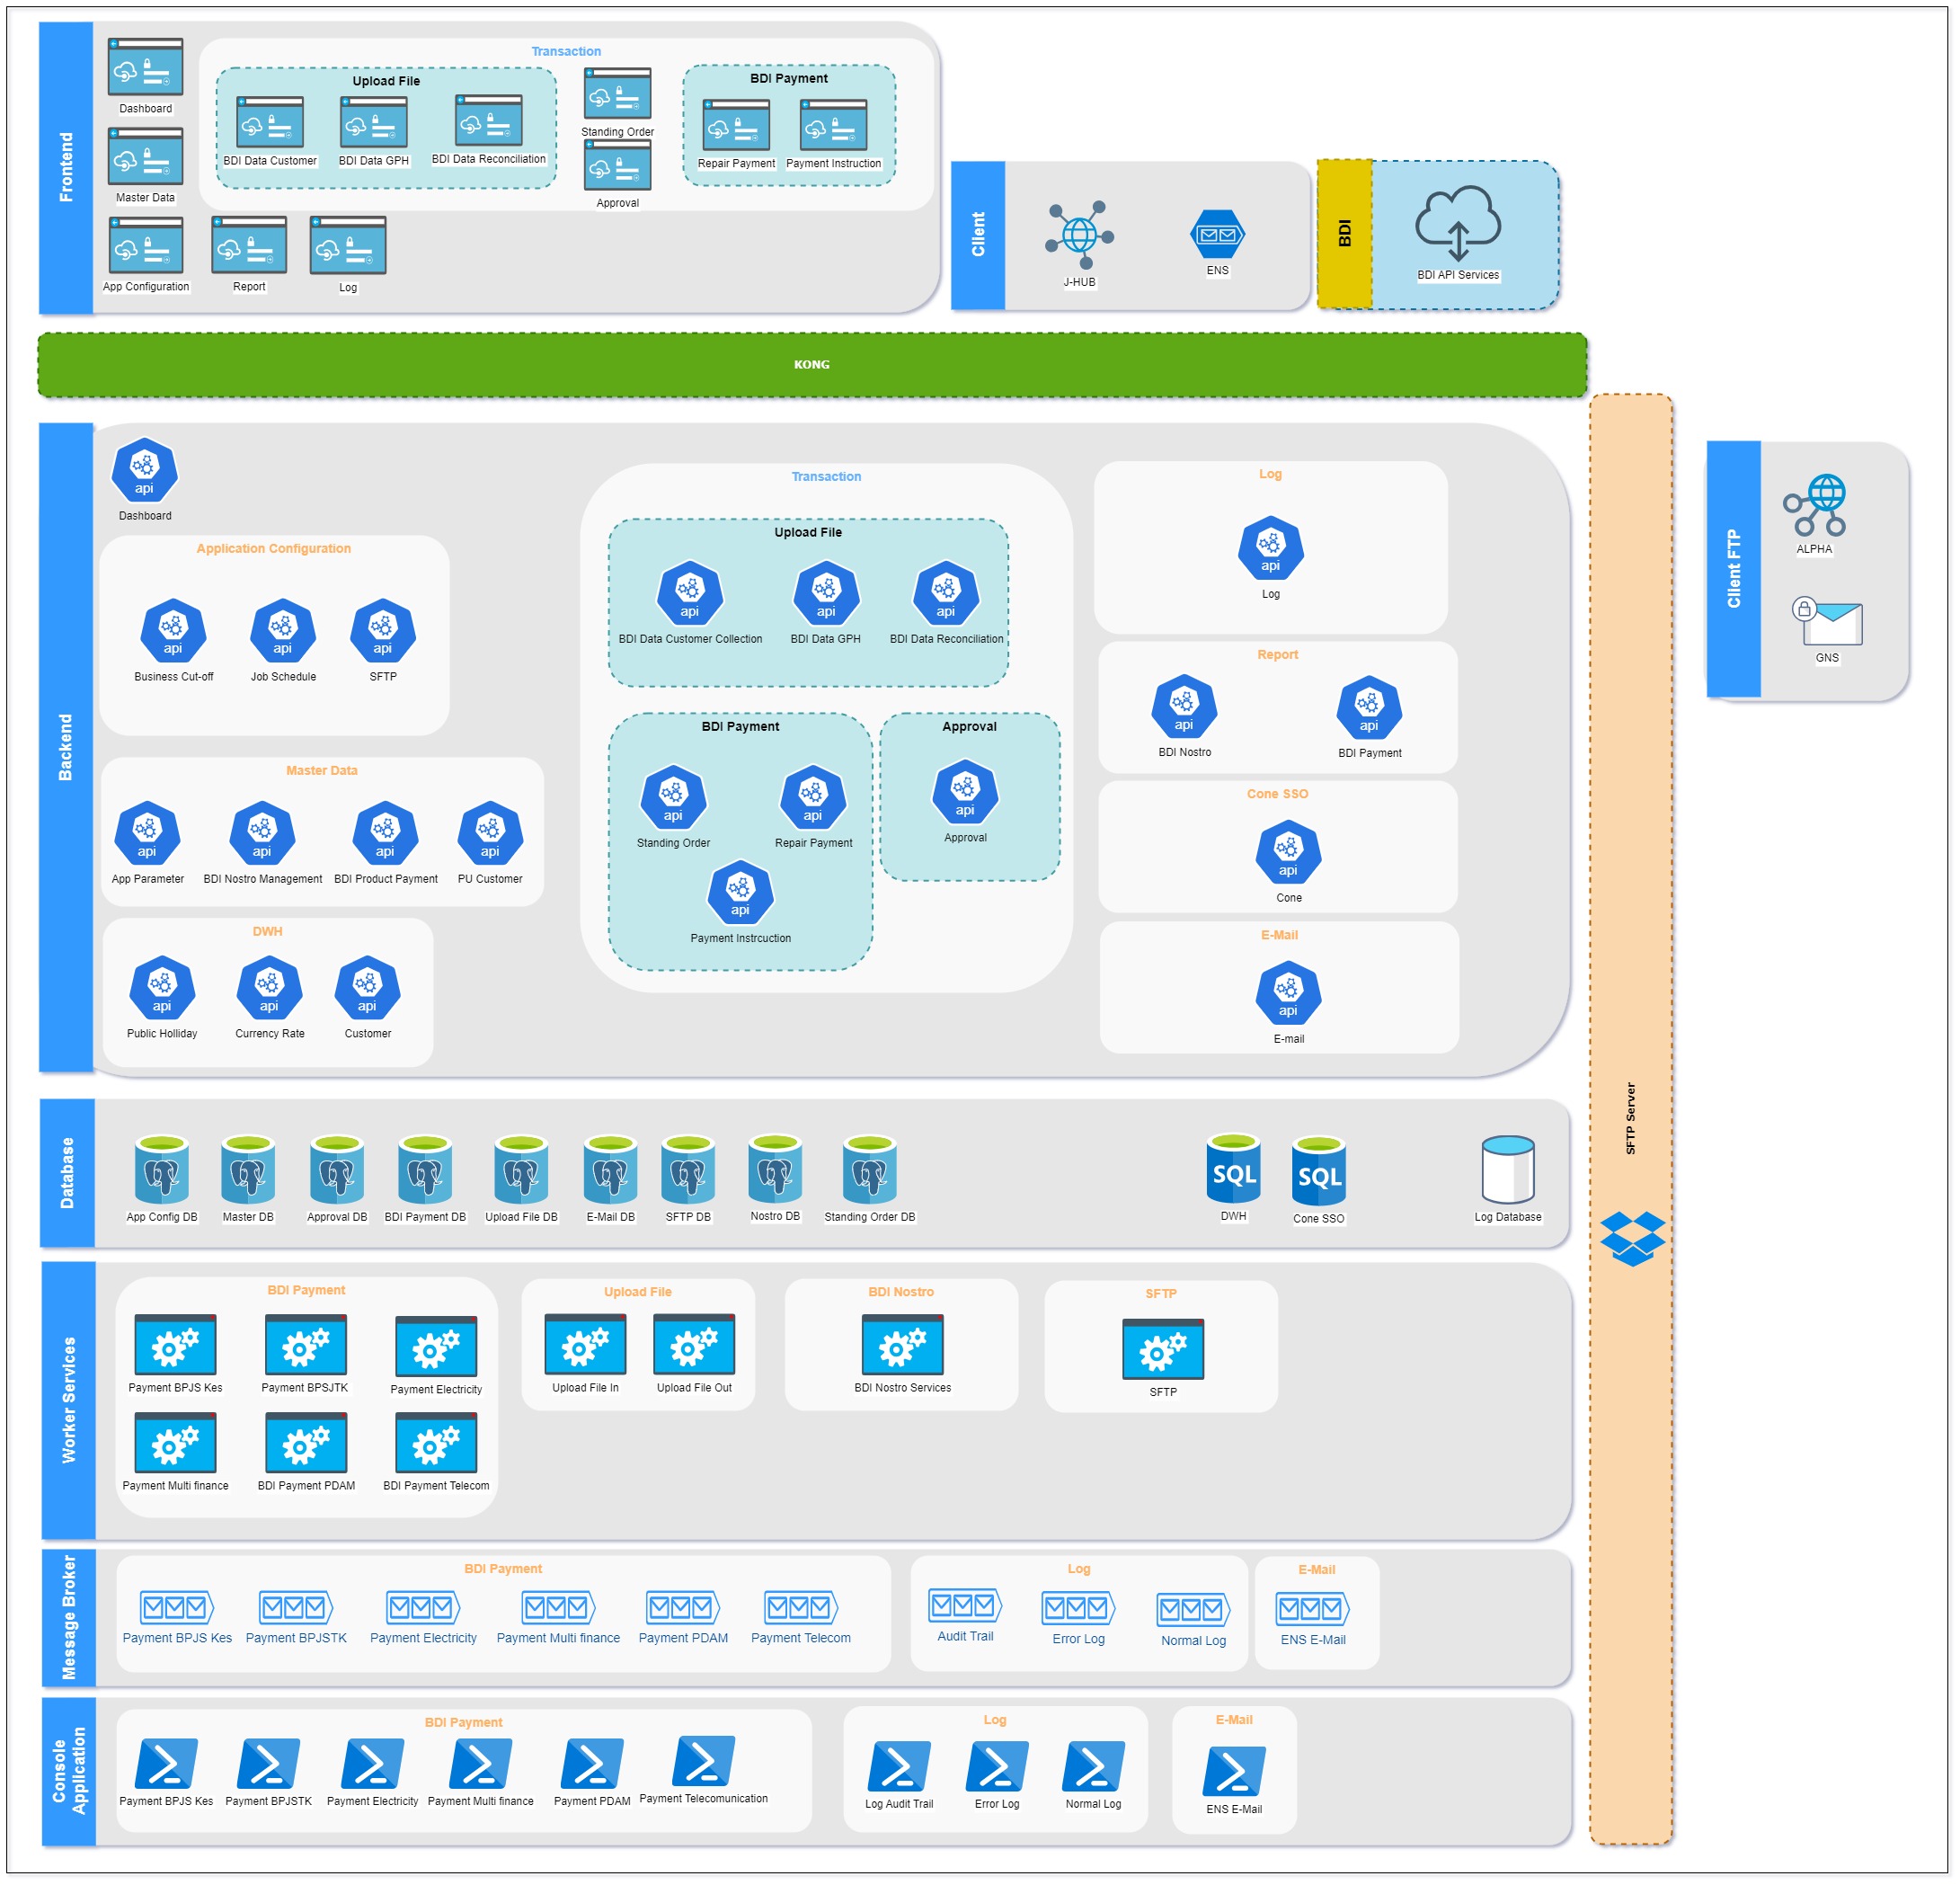 Frontend
Dashboard
Master Data
App Configuration
Report
Log
Transaction
Upload File
BDI Data Customer
BDI Data GPH
BDI Data Reconciliation
Standing Order
Approval
BDI Payment
Repair Payment
Payment Instruction
Client
J-HUB
ENS
BDI
BDI API Services
KONG
Backend
api
Dashboard
Application Configuration
api
api
api
Business Cut-off
Job Schedule
SFTP
Master Data
api
api
api
api
App Parameter
BDI Nostro Management
BDI Product Payment
PU Customer
DWH
api
api
api
Public Holliday
Currency Rate
Customer
Transaction
Upload File
api
api
api
BDI Data Customer Collection
BDI Data GPH
BDI Data Reconciliation
BDI Payment
api
api
Standing Order
Repair Payment
api
Payment Instrcuction
Approval
api
Approval
Log
api
Log
Report
api
api
BDI Nostro
BDI Payment
Cone SSO
api
Cone
E-Mail
api
E-mail
SFTP Server
Client FTP
ALPHA
GNS
Database
App Config DB
Master DB
Approval DB
BDI Payment DB
Upload File DB
E-Mail DB
SFTP DB
Nostro DB
Standing Order DB
SQL
DWH
SQL
Cone SSO
Log Database
Worker Services
BDI Payment
Payment BPJS Kes
Payment BPSJTK
Payment Electricity
Payment Multi finance
BDI Payment PDAM
BDI Payment Telecom
Upload File
Upload File In
Upload File Out
BDI Nostro
BDI Nostro Services
SFTP
SFTP
Message Broker
BDI Payment
Payment BPJS Kes
Payment BPJSTK
Payment Electricity
Payment Multi finance
Payment PDAM
Payment Telecom
Log
Audit Trail
Error Log
Normal Log
E-Mail
ENS E-Mail
Console
Application
BDI Payment
Payment BPJS Kes
Payment BPJSTK
Payment Electricity
Payment Multi finance
Payment PDAM
Payment Telecomunication
Log
Log Audit Trail
Error Log
Normal Log
E-Mail
ENS E-Mail